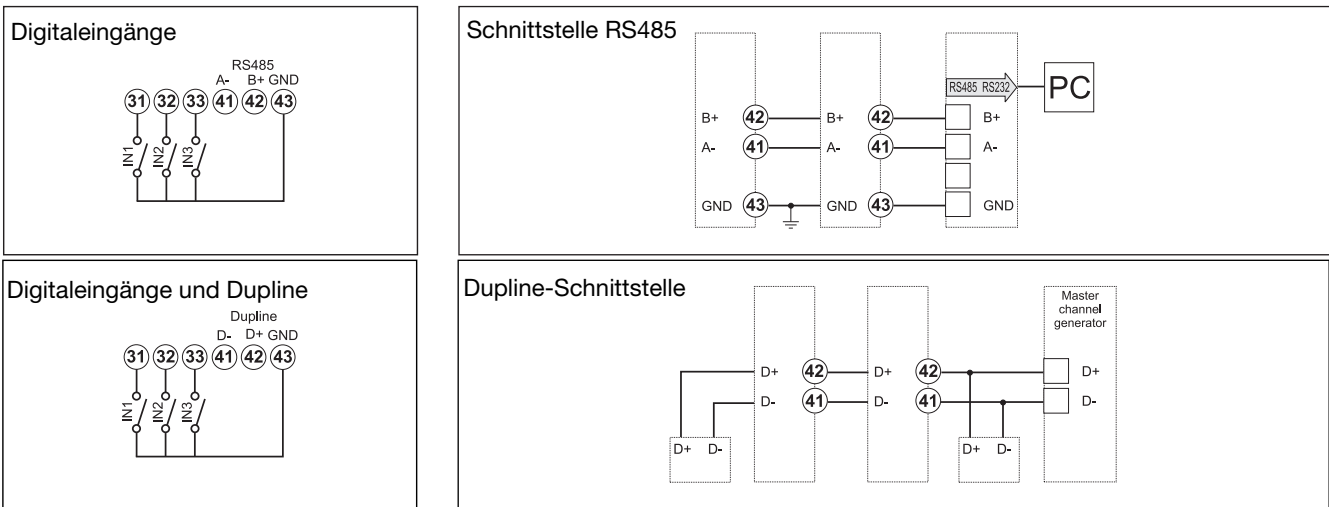 Digitaleingänge
RS485
A- B+ GND
31 32 33 41 42 43
IN1 IN2 IN3
Schnittstelle RS485
RS485 RS232 PC
B+ 42 B+ 42 B+
A- 41 A- 41 A-
GND 43 GND 43 GND
Digitaleingänge und Dupline
Dupline
D- D+ GND
31 32 33 41 42 43
IN1 IN2 IN3
Dupline-Schnittstelle
Master
channel
generator
D+ 42 D+ 42 D+
D- 41 D- 41 D-
D+ D- D+ D-